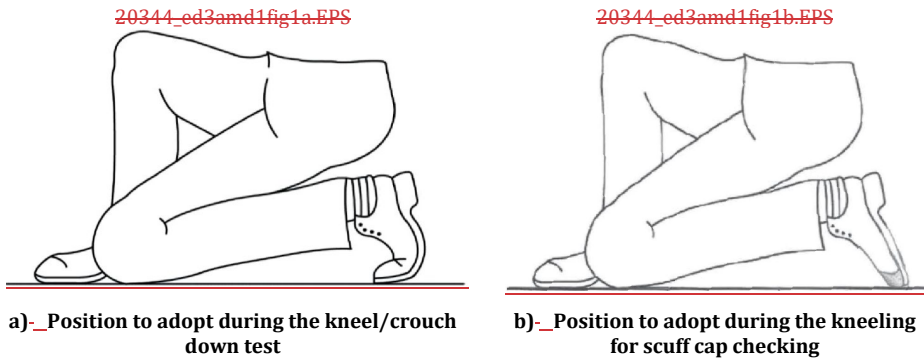 20344_ed3amd1fig1a.EPS
20344_ed3amd1fig1b.EPS
a)-_Position to adopt during the kneel/crouch
down test
b)-_Position to adopt during the kneeling
for scuff cap checking